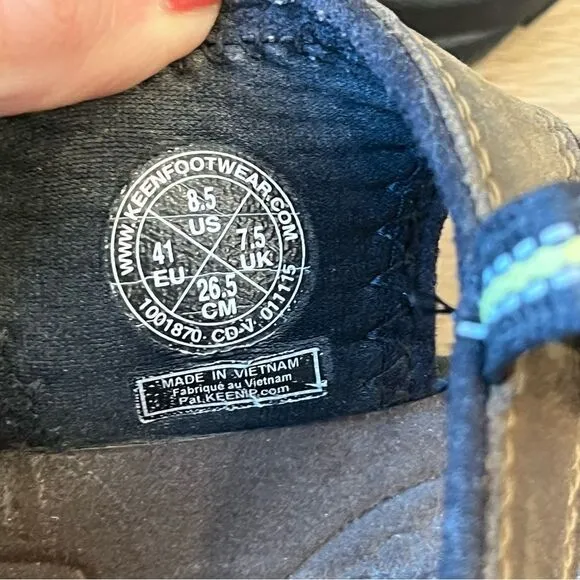 WWW.KEENFOOTWEAR.COM
8.5
US
41
EU
7.5
UK
26.5
CM
1001870 CD-V 011115
MADE IN VIETNAM
Fabriqué au Vietnam
Pat.KEENIP.com